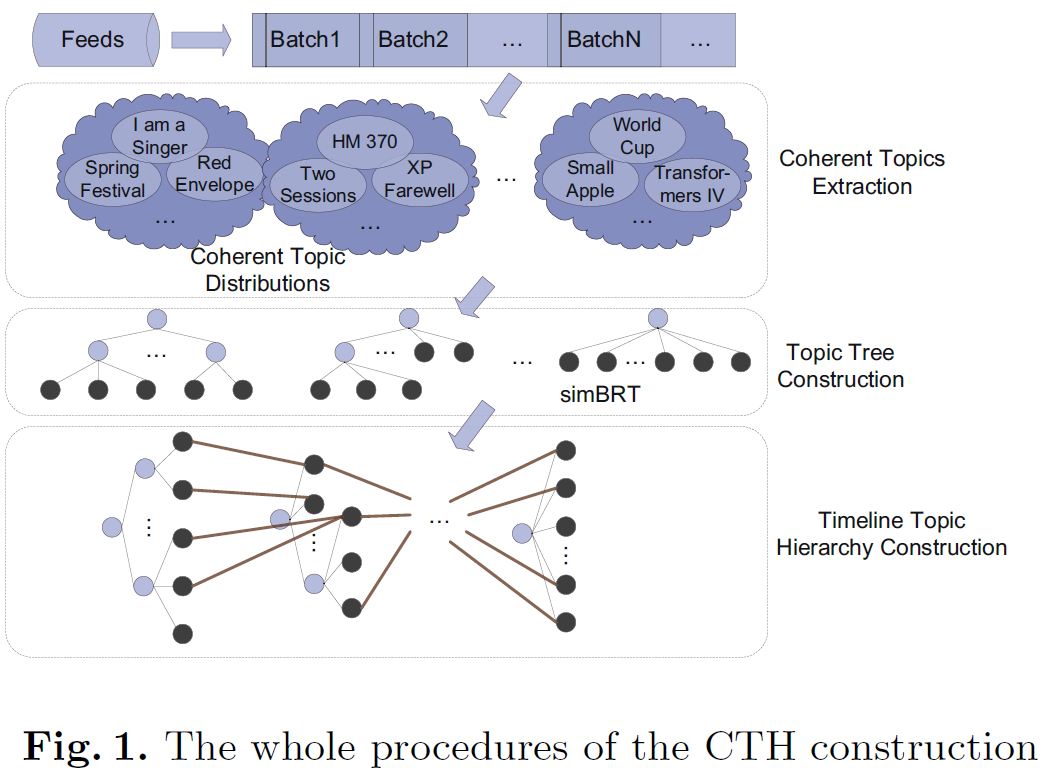 Feeds
Batch1
Batch2
...
BatchN
...
I am a
Singer
Spring
Festival
Red
Envelope
...
HM 370
Two
Sessions
XP
Farewell
...
...
World
Cup
Small
Apple
Transfor-
mers IV
...
Coherent Topics
Extraction
Coherent Topic
Distributions
...
...
...
...
simBRT
Topic Tree
Construction
...
...
...
...
Timeline Topic
Hierarchy Construction
Fig. 1. The whole procedures of the CTH construction